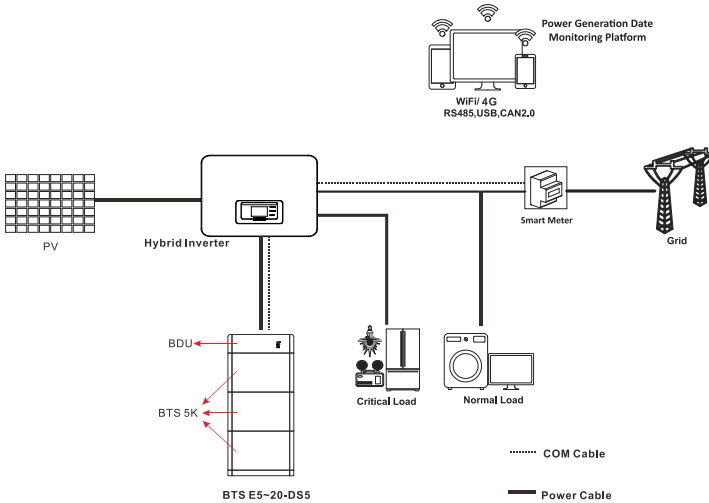 Power Generation Date
Monitoring Platform
WiFi/ 4G
RS485,USB,CAN2.0
PV
Hybrid Inverter
Smart Meter
Grid
BDU
BTS 5K
Critical Load
Normal Load
COM Cable
BTS E5~20-DS5
Power Cable